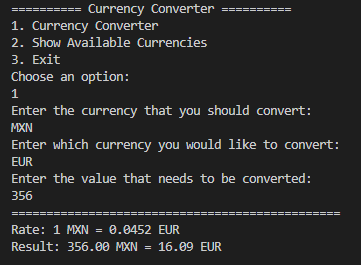 ========== Currency Converter ==========
1. Currency Converter
2. Show Available Currencies
3. Exit
Choose an option:
1
Enter the currency that you should convert:
MXN
Enter which currency you would like to convert:
EUR
Enter the value that needs to be converted:
356
===============================================
Rate: 1 MXN = 0.0452 EUR
Result: 356.00 MXN = 16.09 EUR